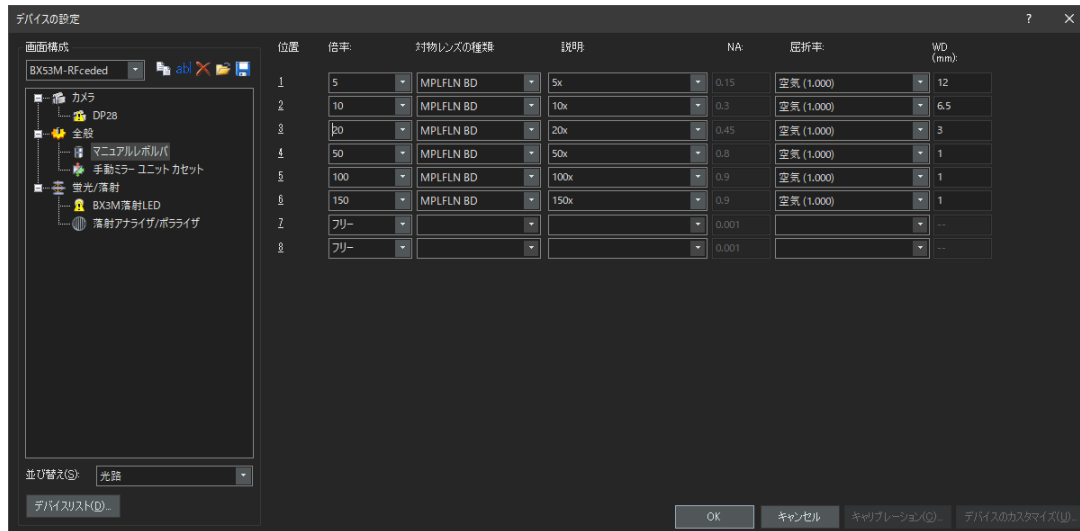 デバイスの設定 ? ×
画面構成
BX53M-RFceded abl
カメラ
DP28
全般
マニュアルレボルバ
手動ミラー ユニット カセット
蛍光/落射
BX3M落射LED
落射アナライザ/ポラライザ
並び替え(S): 光路
デバイスリスト(D)...
位置 倍率: 対物レンズの種類: 説明: NA: 屈折率: WD (mm):
1 5 MPLFLN BD 5x 0.15 空気 (1.000) 12
2 10 MPLFLN BD 10x 0.3 空気 (1.000) 6.5
3 20 MPLFLN BD 20x 0.45 空気 (1.000) 3
4 50 MPLFLN BD 50x 0.8 空気 (1.000) 1
5 100 MPLFLN BD 100x 0.9 空気 (1.000) 1
6 150 MPLFLN BD 150x 0.9 空気 (1.000) 1
7 フリー 0.001 --
8 フリー 0.001 --
OK キャンセル キャリブレーション(C)... デバイスのカスタマイズ(U)...